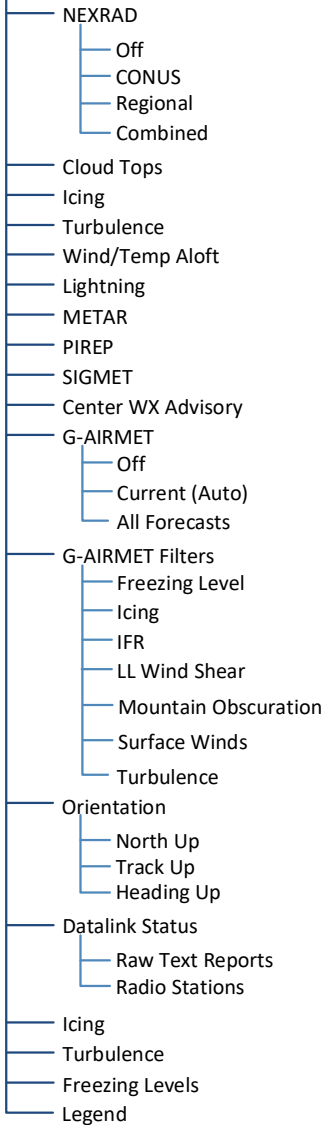 NEXRAD
Off
CONUS
Regional
Combined
Cloud Tops
Icing
Turbulence
Wind/Temp Aloft
Lightning
METAR
PIREP
SIGMET
Center WX Advisory
G-AIRMET
Off
Current (Auto)
All Forecasts
G-AIRMET Filters
Freezing Level
Icing
IFR
LL Wind Shear
Mountain Obscuration
Surface Winds
Turbulence
Orientation
North Up
Track Up
Heading Up
Datalink Status
Raw Text Reports
Radio Stations
Icing
Turbulence
Freezing Levels
Legend